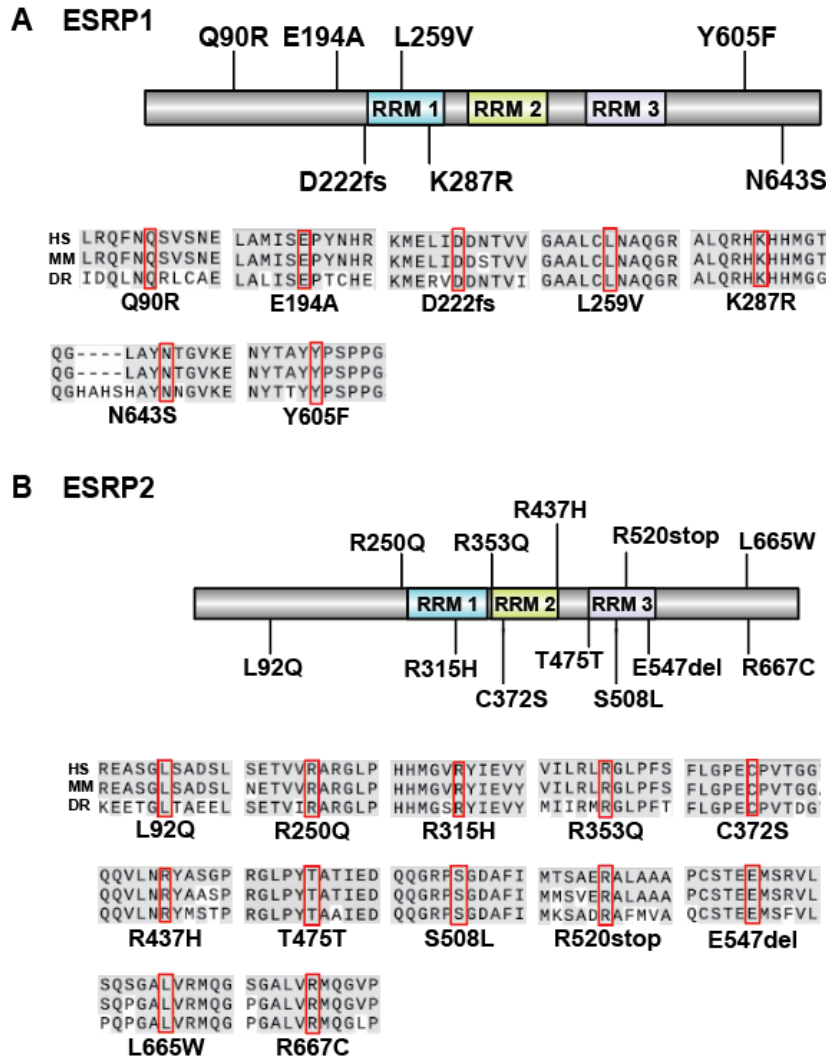 A ESRP1
Q90R E194A L259V Y605F
RRM 1 RRM 2 RRM 3
D222fs K287R N643S
HS LRQFNQSVSNE LAMISEPYNHR KMELIDDNTVV GAALCLNAQGR ALQRHKHHMGT
MM LRQFNQSVSNE LAMISEPYNHR KMELIDDSTVV GAALCLNAQGR ALQRHKHHMGT
DR IDQLNQRLCAE LALISEPTCHE KMERVDDNTVI GAALCLNAQGR ALQRHKHHMGG
Q90R E194A D222fs L259V K287R
QG----LAYNTGVKE NYTAYYPSPPG
QG----LAYNTGVKE NYTAYYPSPPG
QGHAHSHAYNNGVKE NYTTYYPSPPG
N643S Y605F
B ESRP2
R437H
R250Q R353Q R520stop L665W
RRM 1 RRM 2 RRM 3
L92Q R315H T475T E547del R667C
C372S S508L
HS REASGLSADSL SETVVRARGLP HHMGVRYIEVY VILRLRGLPFS FLGPECPVTGG
MM REASGLSADSL NETVVRARGLP HHMGVRYIEVY VILRLRGLPFS FLGPECPVTGG
DR KEETGLTAEEL SETVIRARGLP HHMGSRYIEVY MIIRMRGLPFT FLGPECPVTDG
L92Q R250Q R315H R353Q C372S
QQVLNRYASGP RGLPYTATIED QQGRPSGDAFI MTSAERALAAA PCSTEEMSRVL
QQVLNRYAASP RGLPYTATIED QQGRPSGDAFI MMSVERALAAA PCSTEEMSRVL
QQVLNRYMSTP RGLPYTAAIED QQGRPSGDAFI MKSADRAFMVA QCSTEEMSFVL
R437H T475T S508L R520stop E547del
SQSGALVRMQG SGALVRMQGVP
SQPGALVRMQG PGALVRMQGVP
PQPGALVRMQG PGALVRMQGLP
L665W R667C